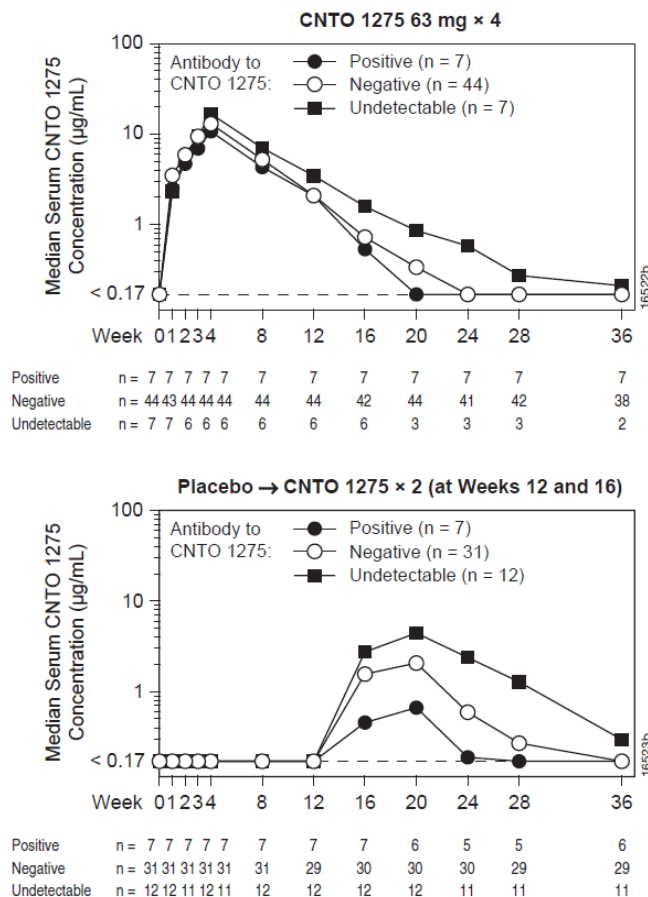 CNTO 1275 63 mg × 4
Median Serum CNTO 1275
Concentration (µg/mL)
100
10
1
< 0.17
Antibody to
CNTO 1275:
Positive (n = 7)
Negative (n = 44)
Undetectable (n = 7)
16522b
Week 0 1 2 3 4 8 12 16 20 24 28 36
Positive n = 7 7 7 7 7 7 7 7 7 7 7 7
Negative n = 44 43 44 44 44 44 44 42 44 41 42 38
Undetectable n = 7 7 6 6 6 6 6 6 3 3 3 2
Placebo → CNTO 1275 × 2 (at Weeks 12 and 16)
Median Serum CNTO 1275
Concentration (µg/mL)
100
10
1
< 0.17
Antibody to
CNTO 1275:
Positive (n = 7)
Negative (n = 31)
Undetectable (n = 12)
16523b
Week 0 1 2 3 4 8 12 16 20 24 28 36
Positive n = 7 7 7 7 7 7 7 7 6 5 5 6
Negative n = 31 31 31 31 31 31 29 30 30 30 29 29
Undetectable n = 12 12 11 12 11 12 12 12 12 11 11 11